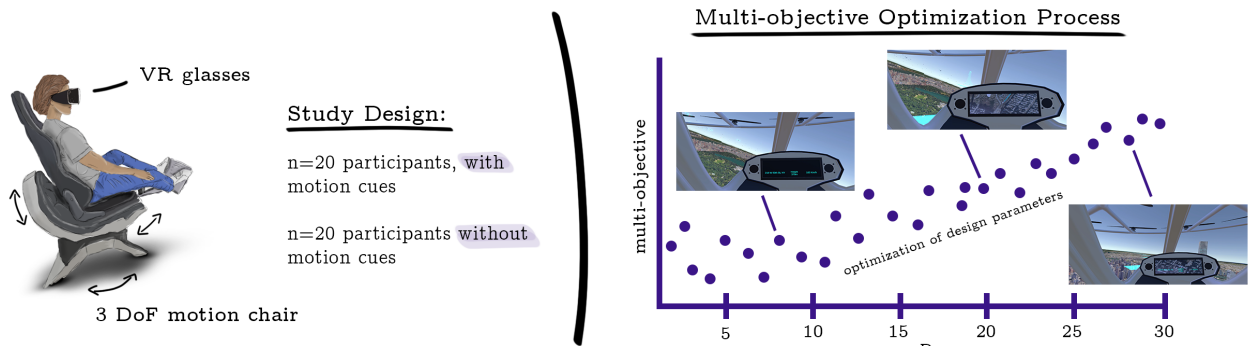 VR glasses
Study Design:
n=20 participants, with
motion cues
n=20 participants without
motion cues
3 DoF motion chair
Multi-objective Optimization Process
multi-objective
optimization of design parameters
5 10 15 20 25 30